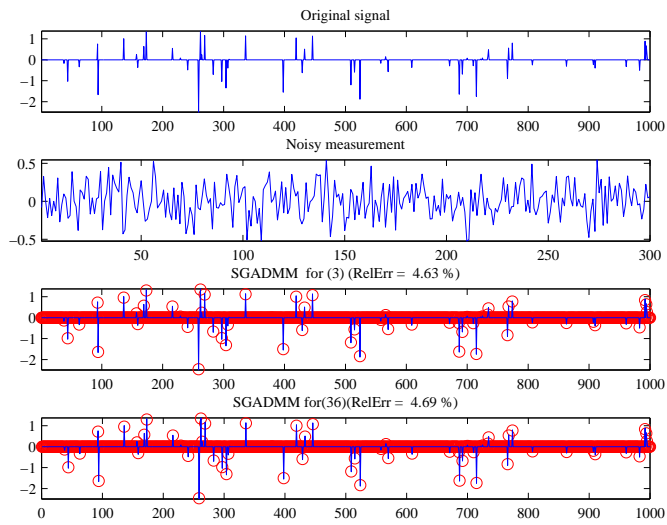 Original signal
1
0
−1
−2
100 200 300 400 500 600 700 800 900 1000
Noisy measurement
0.5
0
−0.5
50 100 150 200 250 300
SGADMM for (3) (RelErr = 4.63 %)
1
0
−1
−2
0 100 200 300 400 500 600 700 800 900 1000
SGADMM for(36)(RelErr = 4.69 %)
1
0
−1
−2
0 100 200 300 400 500 600 700 800 900 1000